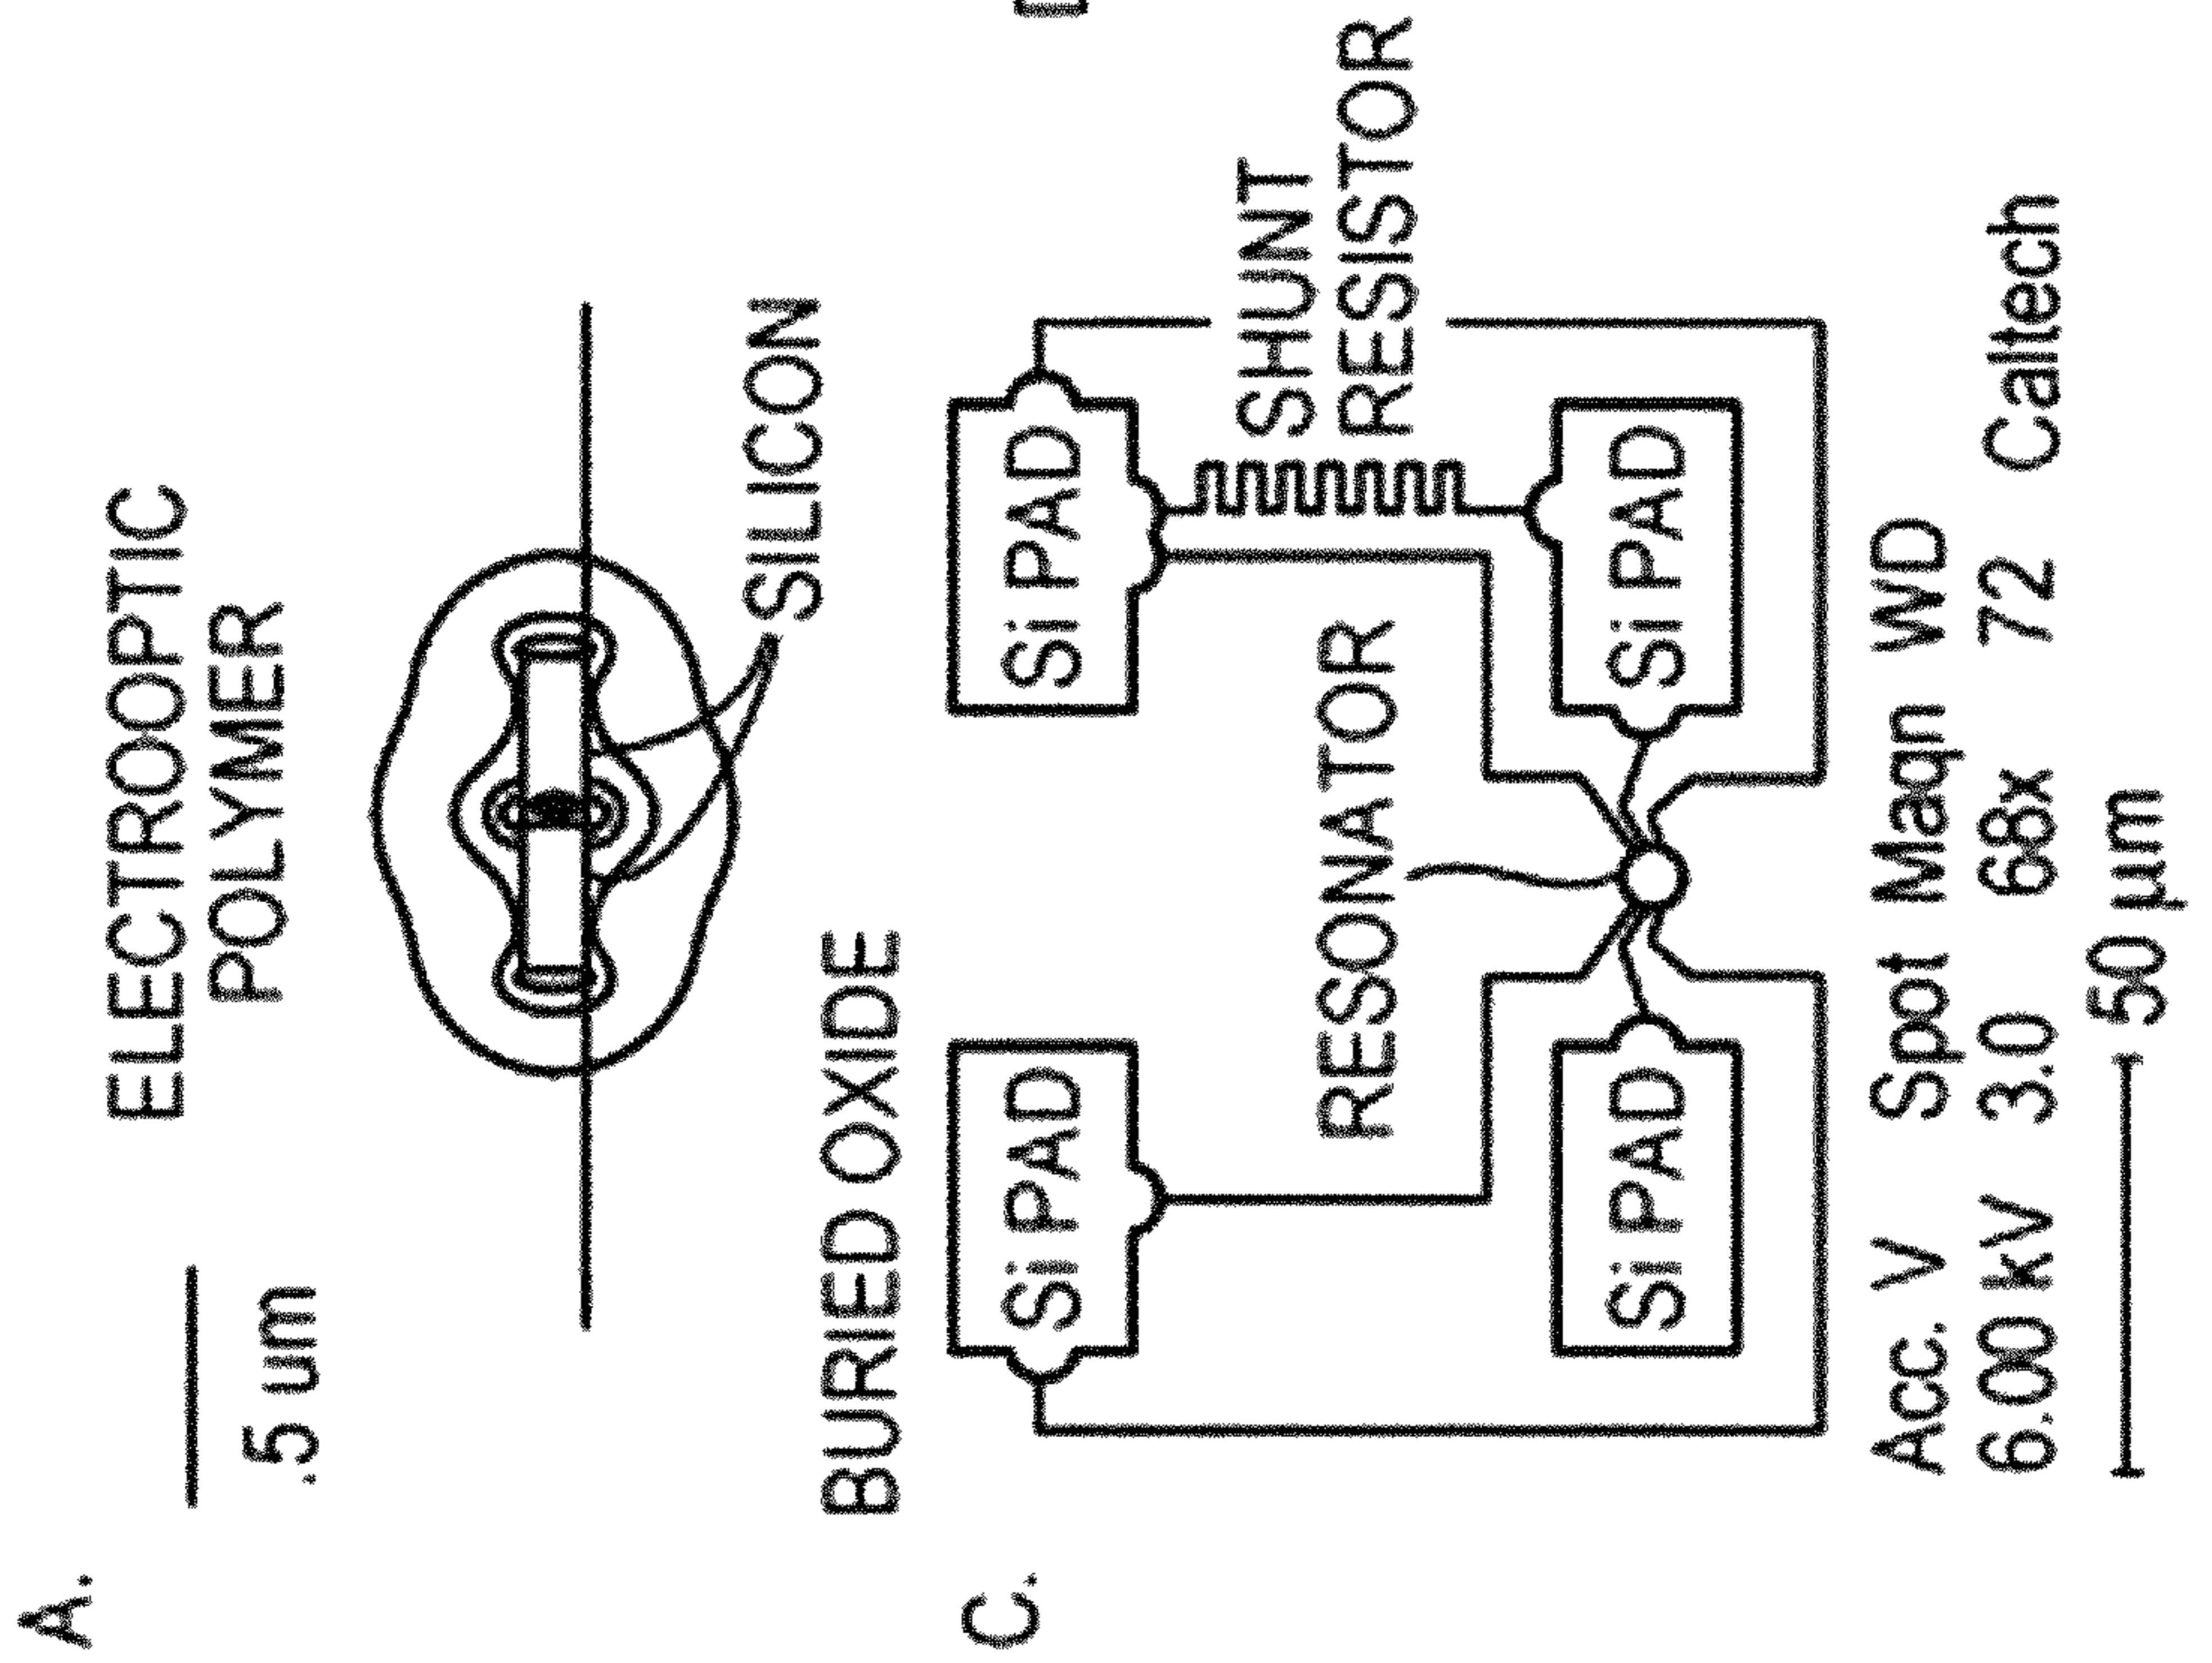 A.
ELECTROOPTIC
POLYMER
.5 um
SILICON
BURIED OXIDE
C.
Si PAD
Si PAD
SHUNT
RESISTOR
RESONATOR
Si PAD
Si PAD
Acc. V Spot Maqn WD
6.00 kV 3.0 68x 72 Caltech
50 µm